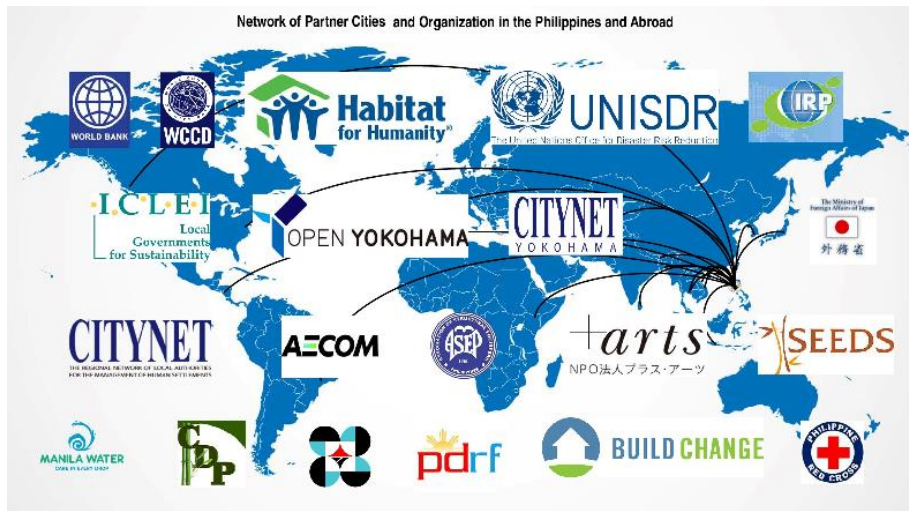 Network of Partner Cities and Organization in the Philippines and Abroad
WORLD BANK
WCCD
Habitat
for Humanity®
UNISDR
The United Nations Office for Disaster Risk Reduction
IRP
I·C·L·E·I
Local
Governments
for Sustainability
OPEN YOKOHAMA
CITYNET
YOKOHAMA
The Ministry of
Foreign Affairs of Japan
外務省
CITYNET
THE REGIONAL NETWORK OF LOCAL AUTHORITIES
FOR THE MANAGEMENT OF HUMAN SETTLEMENTS
AECOM
ASEP
+arts
NPO法人プラス・アーツ
SEEDS
MANILA WATER
CARE IN EVERY DROP
CDP
pdrf
BUILD CHANGE
PHILIPPINE
RED CROSS